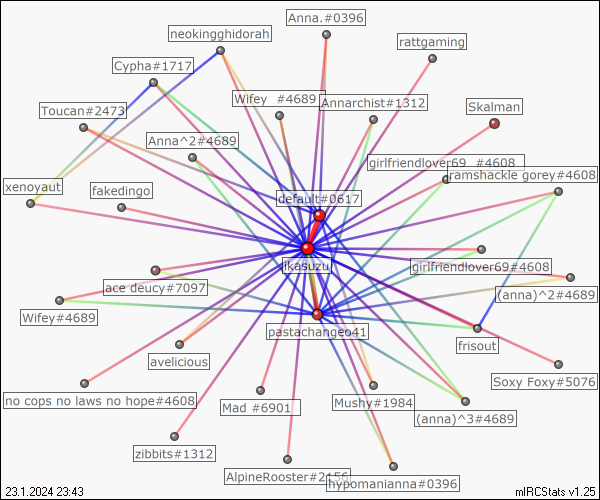 Anna.#0396
neokingghidorah
rattgaming
Cypha#1717
Wifey #4689
Annarchist#1312
Skalman
Toucan#2473
Anna^2#4689
girlfriendlover69 #4608
ramshackle gorey#4608
xenoyaut
fakedingo
default#0617
jikasuzu
girlfriendlover69#4608
ace deucy#7097
(anna)^2#4689
Wifey#4689
pastachangeo41
frisout
avelicious
Soxy Foxy#5076
no cops no laws no hope#4608
Mad #6901
Mushy#1984
(anna)^3#4689
zibbits#1312
AlpineRooster#2156
hypomanianna#0396
23.1.2024 23:43
mIRCStats v1.25